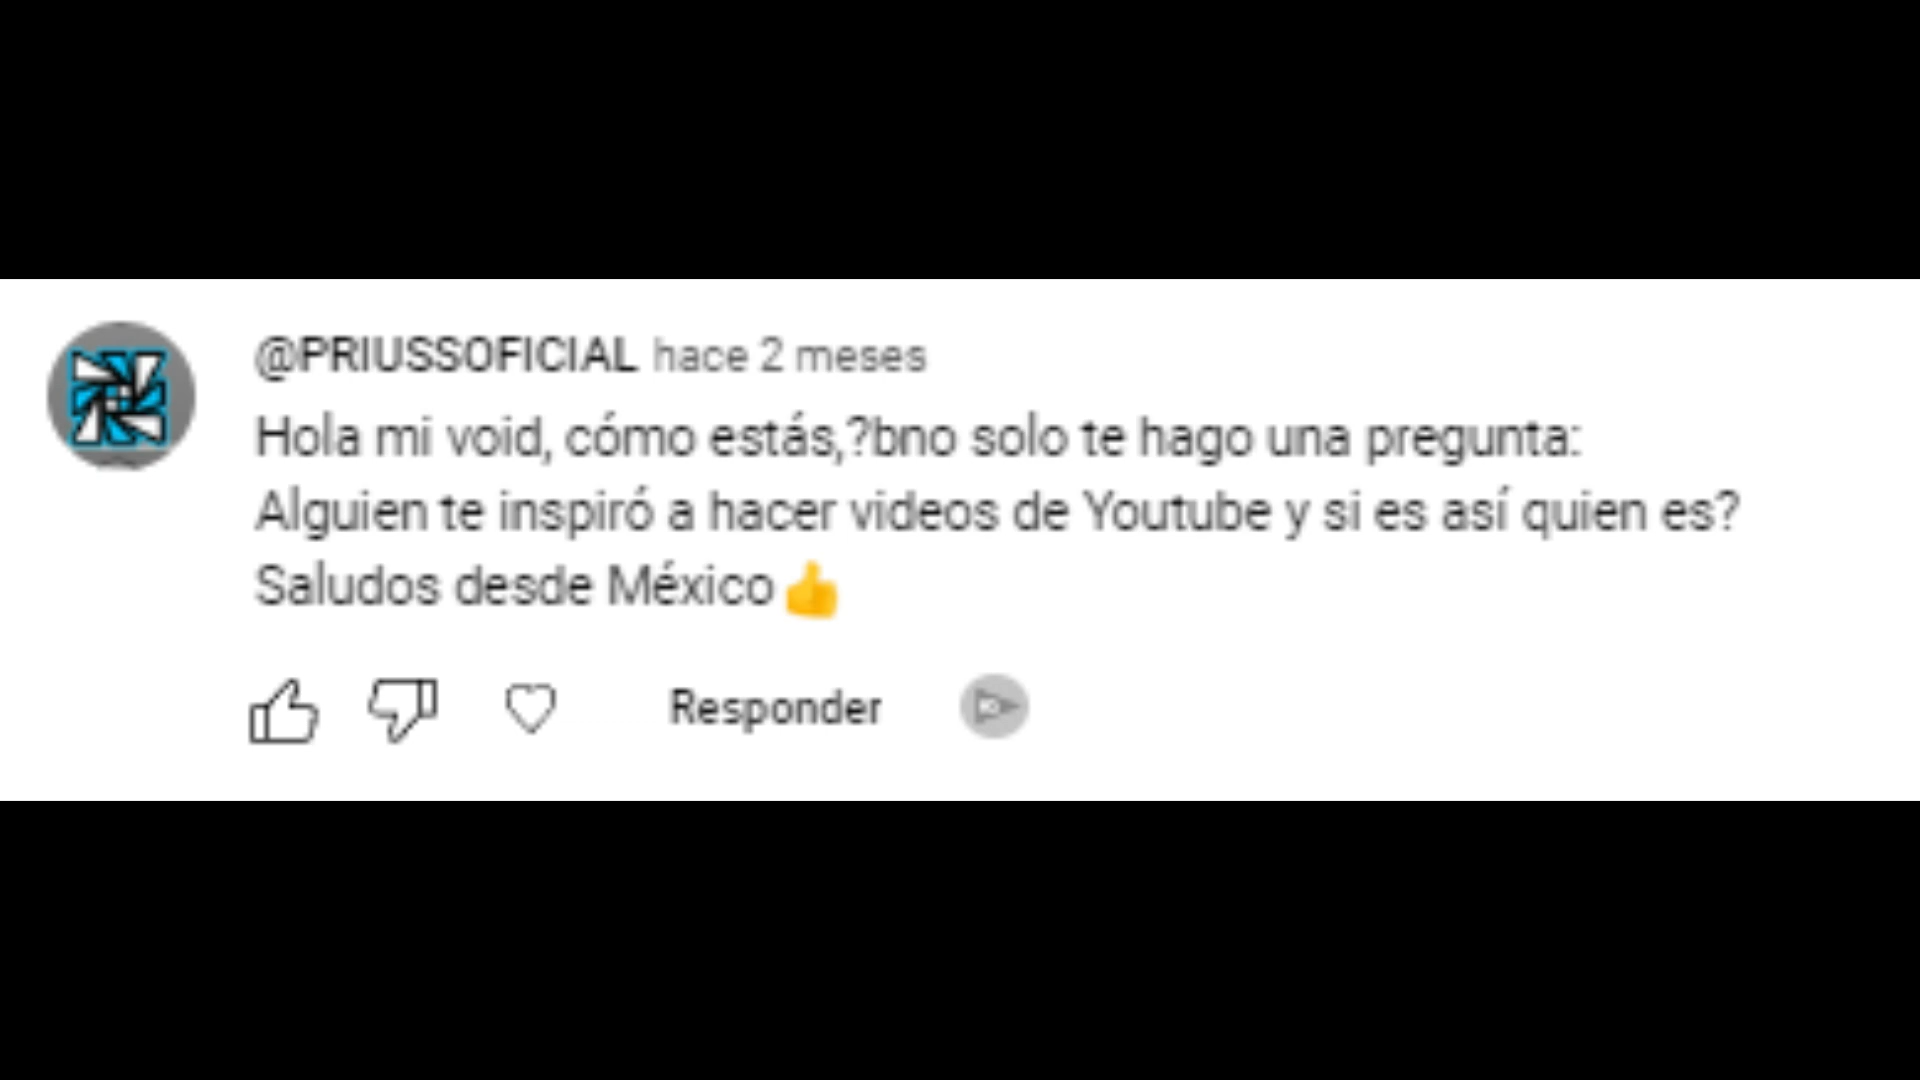 @PRIUSSOFICIAL hace 2 meses
Hola mi void, cómo estás,?bno solo te hago una pregunta:
Alguien te inspiró a hacer videos de Youtube y si es así quien es?
Saludos desde México👍
Responder